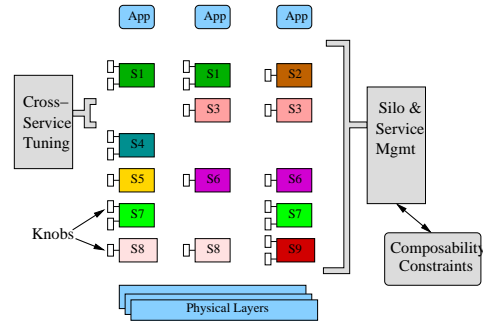 App App App
S1 S1 S2
Cross–
Service
Tuning
S3 S3
Silo &
Service
Mgmt
S4
S5 S6 S6
S7 S7
Knobs
S8 S8 S9
Composability
Constraints
Physical Layers